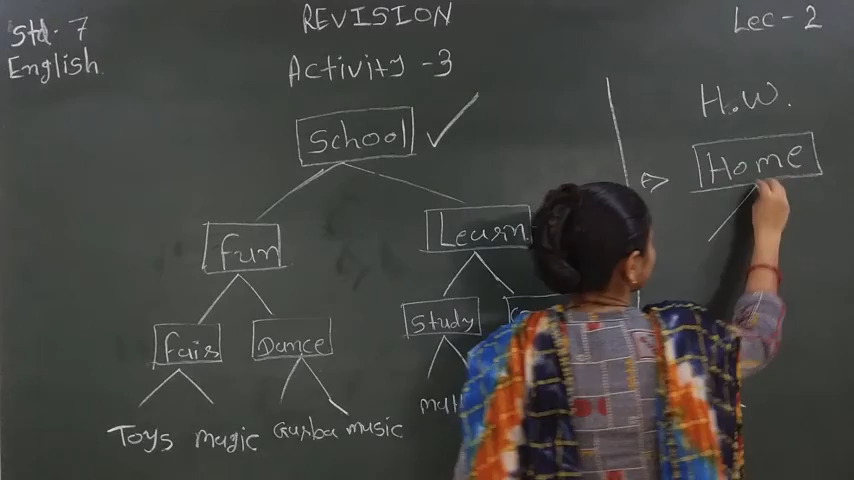 Std. 7
English
REVISION
Activity - 3
Lec - 2
H.W.
School
Home
Fun
Learn
Fair
Dance
Study
Toys
magic
Garba
music